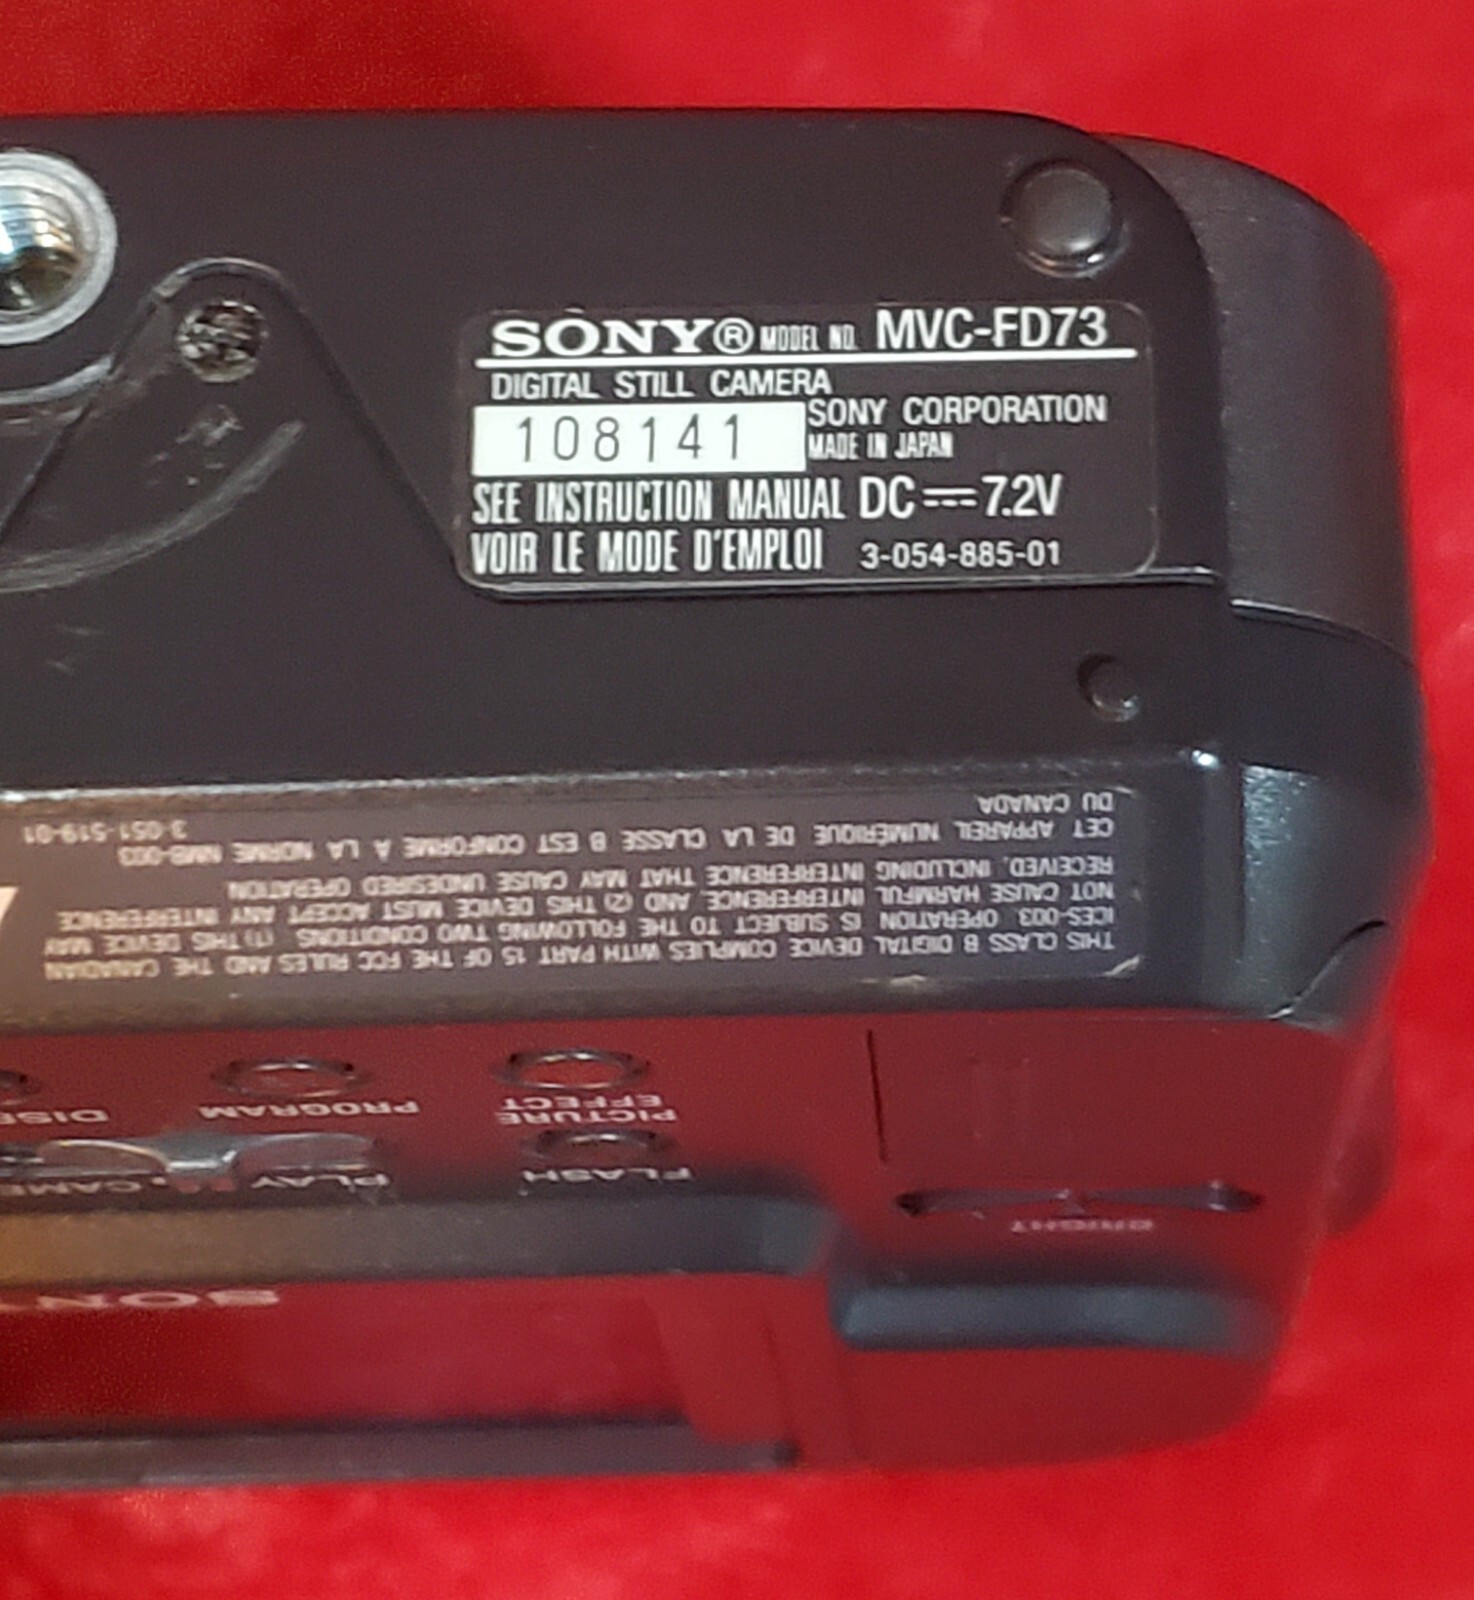 SONY® MODEL NO. MVC-FD73
DIGITAL STILL CAMERA
108141
SONY CORPORATION
MADE IN JAPAN
SEE INSTRUCTION MANUAL DC 7.2V
VOIR LE MODE D'EMPLOI 3-054-885-01
THIS CLASS B DIGITAL DEVICE COMPLIES WITH PART 15 OF THE FCC RULES AND THE CANADIAN
ICES-003. OPERATION IS SUBJECT TO THE FOLLOWING TWO CONDITIONS. (1) THIS DEVICE MAY
NOT CAUSE HARMFUL INTERFERENCE, AND (2) THIS DEVICE MUST ACCEPT ANY INTERFERENCE
RECEIVED, INCLUDING INTERFERENCE THAT MAY CAUSE UNDESIRED OPERATION.
CET APPAREIL NUMÉRIQUE DE LA CLASSE B EST CONFORME À LA NORME NMB-003
DU CANADA
3-051-519-01
SONY
BRIGHT
FLASH
PLAY
CAME
PICTURE
EFFECT
PROGRAM
DISP